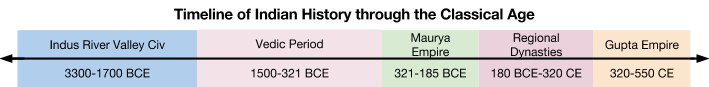 Timeline of Indian History through the Classical Age
Indus River Valley Civ
3300-1700 BCE
Vedic Period
1500-321 BCE
Maurya
Empire
321-185 BCE
Regional
Dynasties
180 BCE-320 CE
Gupta Empire
320-550 CE